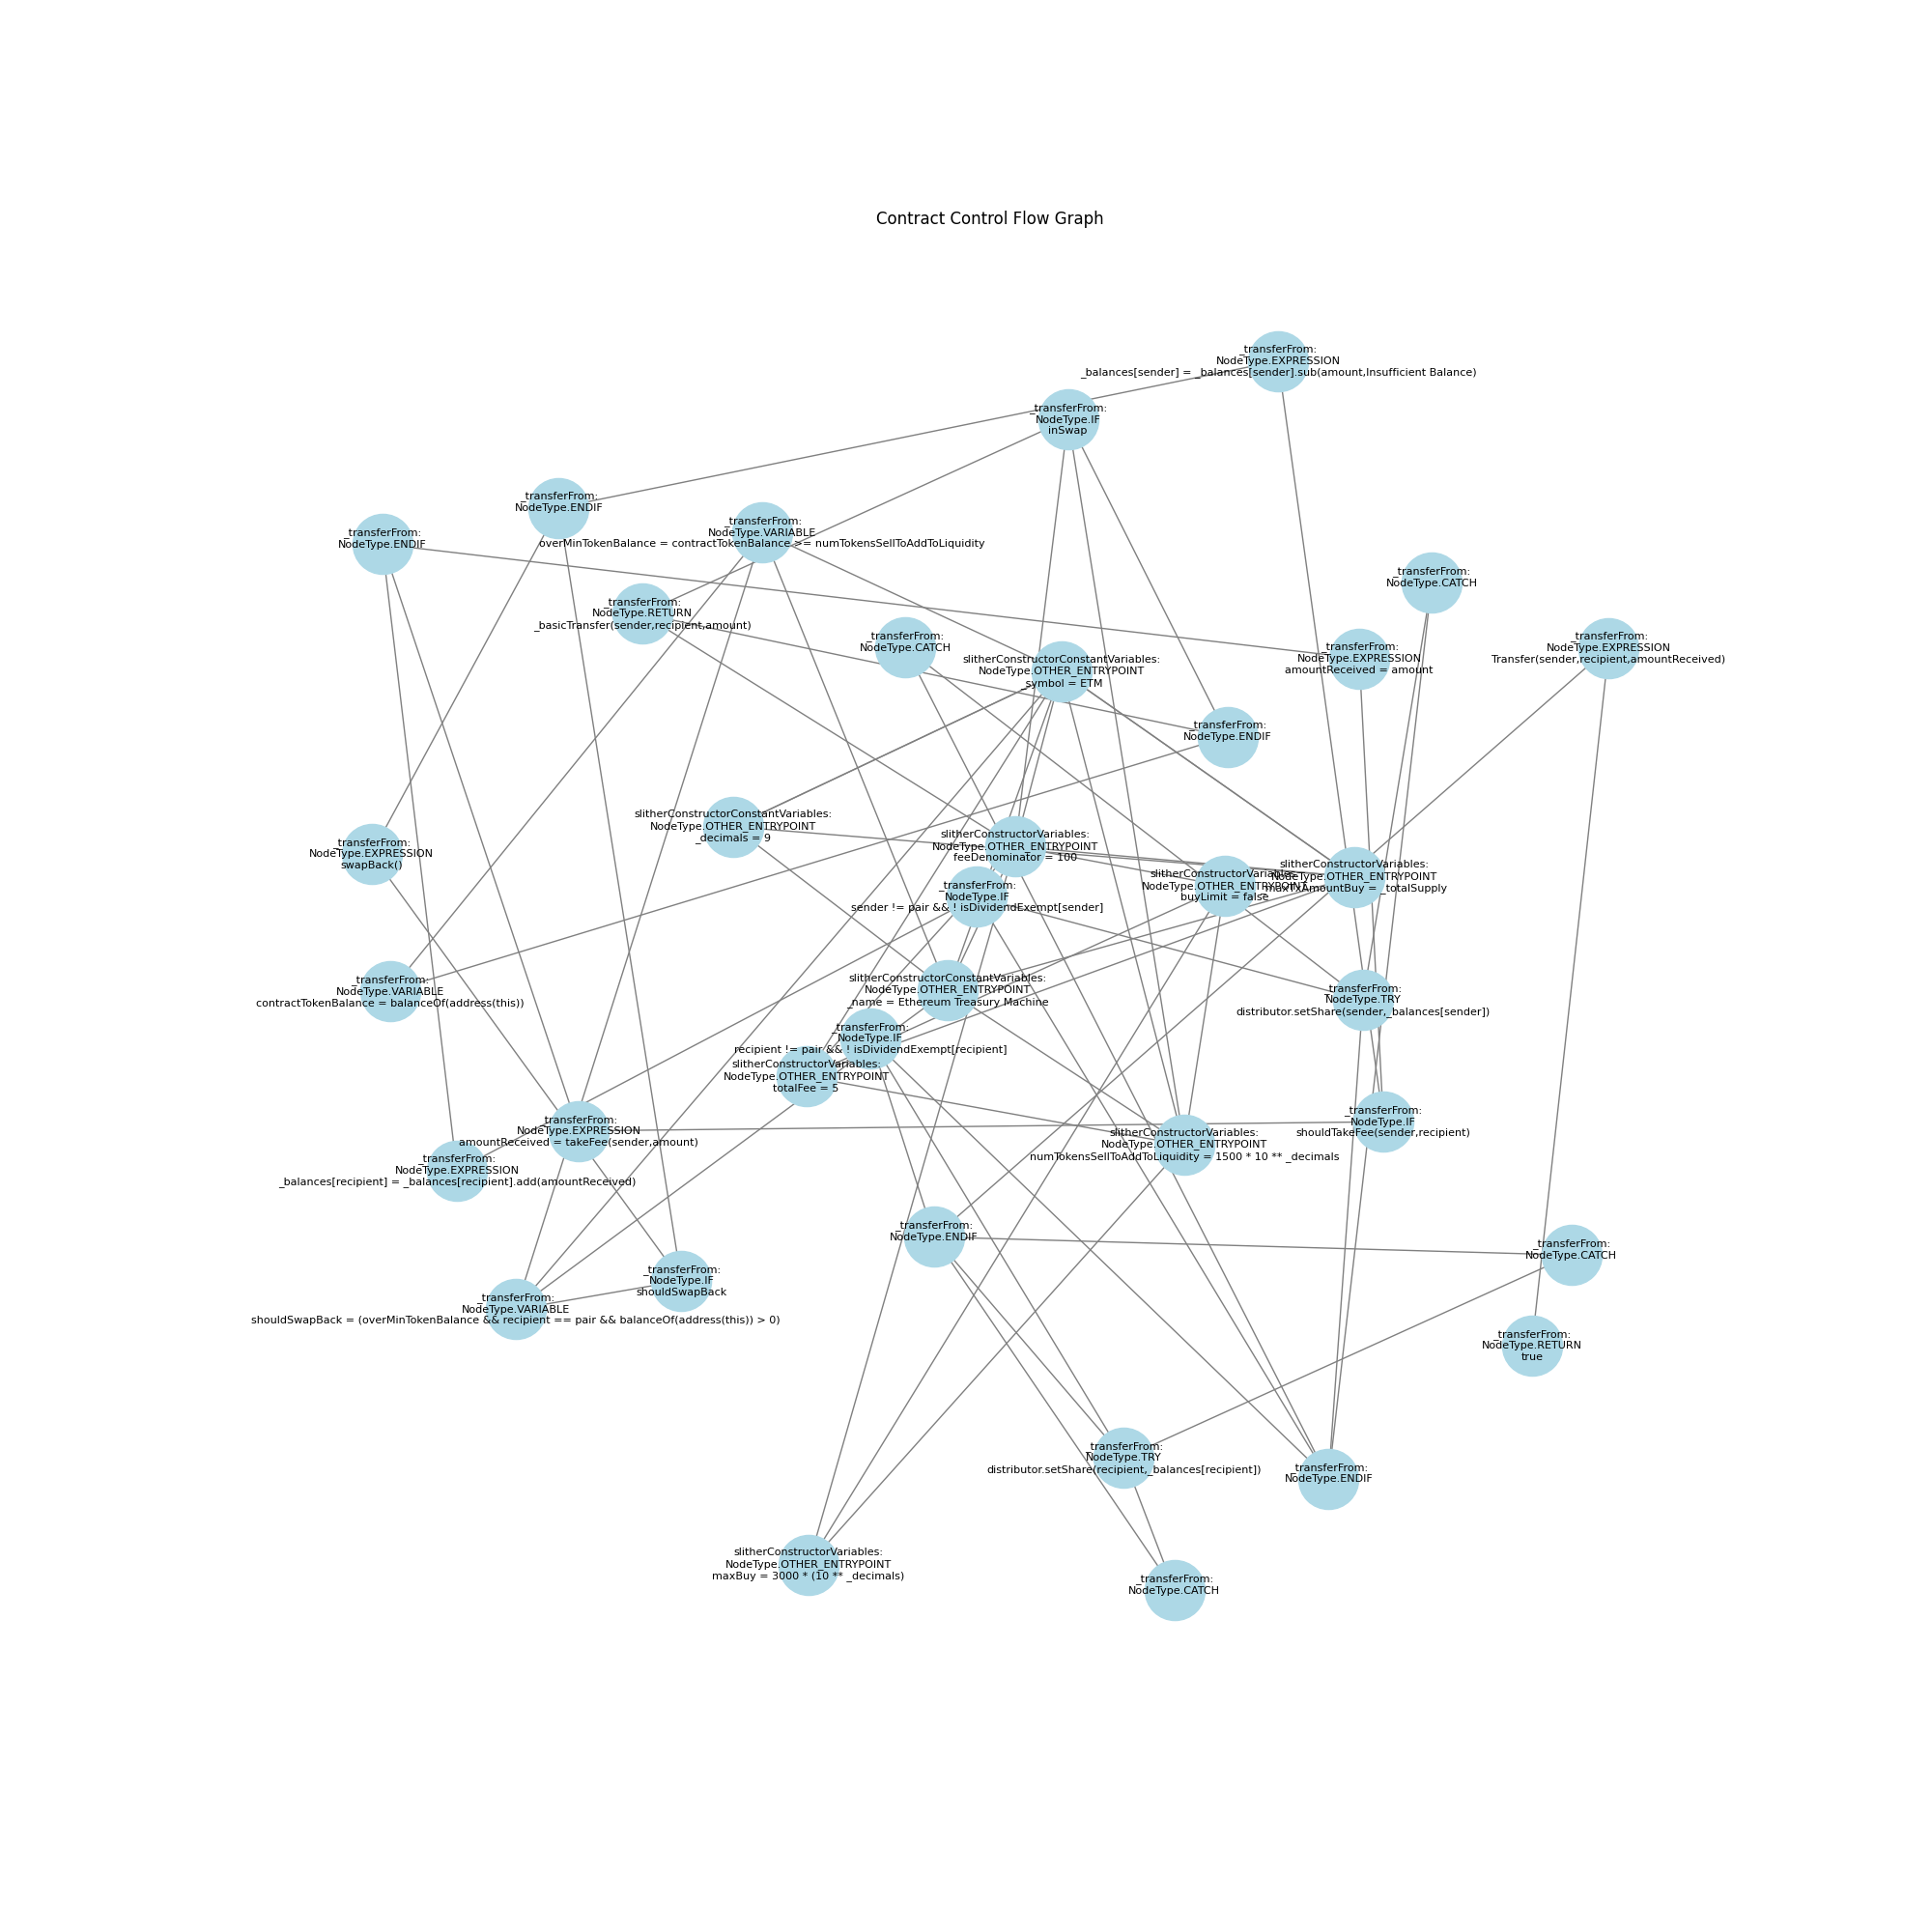 Contract Control Flow Graph
_transferFrom:
NodeType.EXPRESSION
_balances[sender] = _balances[sender].sub(amount,Insufficient Balance)
_transferFrom:
NodeType.IF
inSwap
_transferFrom:
NodeType.ENDIF
_transferFrom:
NodeType.VARIABLE
overMinTokenBalance = contractTokenBalance >= numTokensSellToAddToLiquidity
_transferFrom:
NodeType.ENDIF
_transferFrom:
NodeType.CATCH
_transferFrom:
NodeType.RETURN
_basicTransfer(sender,recipient,amount)
_transferFrom:
NodeType.CATCH
_transferFrom:
NodeType.EXPRESSION
Transfer(sender,recipient,amountReceived)
_transferFrom:
NodeType.EXPRESSION
amountReceived = amount
slitherConstructorConstantVariables:
NodeType.OTHER_ENTRYPOINT
_symbol = ETM
_transferFrom:
NodeType.ENDIF
slitherConstructorConstantVariables:
NodeType.OTHER_ENTRYPOINT
_decimals = 9
slitherConstructorVariables:
NodeType.OTHER_ENTRYPOINT
feeDenominator = 100
_transferFrom:
NodeType.EXPRESSION
swapBack()
slitherConstructorVariables:
NodeType.OTHER_ENTRYPOINT
_maxTxAmountBuy = _totalSupply
slitherConstructorVariables:
NodeType.OTHER_ENTRYPOINT
buyLimit = false
_transferFrom:
NodeType.IF
sender != pair && ! isDividendExempt[sender]
_transferFrom:
NodeType.VARIABLE
contractTokenBalance = balanceOf(address(this))
slitherConstructorConstantVariables:
NodeType.OTHER_ENTRYPOINT
_name = Ethereum Treasury Machine
_transferFrom:
NodeType.TRY
distributor.setShare(sender,_balances[sender])
_transferFrom:
NodeType.IF
recipient != pair && ! isDividendExempt[recipient]
slitherConstructorVariables:
NodeType.OTHER_ENTRYPOINT
totalFee = 5
_transferFrom:
NodeType.IF
shouldTakeFee(sender,recipient)
_transferFrom:
NodeType.EXPRESSION
amountReceived = takeFee(sender,amount)
slitherConstructorVariables:
NodeType.OTHER_ENTRYPOINT
numTokensSellToAddToLiquidity = 1500 * 10 ** _decimals
_transferFrom:
NodeType.EXPRESSION
_balances[recipient] = _balances[recipient].add(amountReceived)
_transferFrom:
NodeType.ENDIF
_transferFrom:
NodeType.CATCH
_transferFrom:
NodeType.IF
shouldSwapBack
_transferFrom:
NodeType.VARIABLE
shouldSwapBack = (overMinTokenBalance && recipient == pair && balanceOf(address(this)) > 0)
_transferFrom:
NodeType.RETURN
true
_transferFrom:
NodeType.TRY
distributor.setShare(recipient,_balances[recipient])
_transferFrom:
NodeType.ENDIF
slitherConstructorVariables:
NodeType.OTHER_ENTRYPOINT
maxBuy = 3000 * (10 ** _decimals)
_transferFrom:
NodeType.CATCH